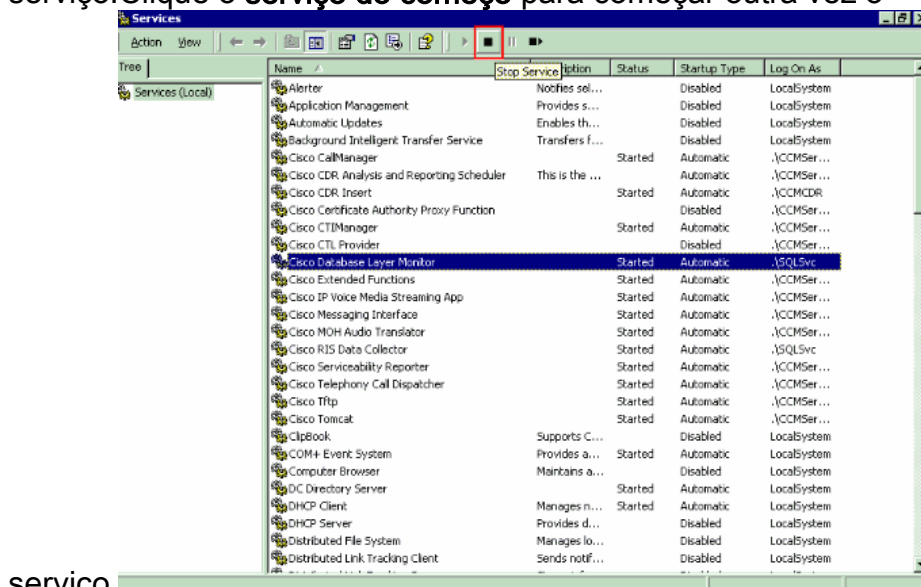 serviço.Clique o serviço do começo para começar outra vez o
Services
Action View
Tree Name Description Status Startup Type Log On As
Stop Service
Services (Local)
Alerter Notifies sel... Disabled LocalSystem
Application Management Provides s... Disabled LocalSystem
Automatic Updates Enables th... Disabled LocalSystem
Background Intelligent Transfer Service Transfers f... Disabled LocalSystem
Cisco CallManager Started Automatic .\CCMSer...
Cisco CDR Analysis and Reporting Scheduler This is the ... Automatic .\CCMSer...
Cisco CDR Insert Started Automatic .\CCMCDR
Cisco Certificate Authority Proxy Function Disabled .\CCMSer...
Cisco CTIManager Started Automatic .\CCMSer...
Cisco CTL Provider Disabled .\CCMSer...
Cisco Database Layer Monitor Started Automatic .\SQLSvc
Cisco Extended Functions Started Automatic .\CCMSer...
Cisco IP Voice Media Streaming App Started Automatic .\CCMSer...
Cisco Messaging Interface Started Automatic .\CCMSer...
Cisco MOH Audio Translator Started Automatic .\CCMSer...
Cisco RIS Data Collector Started Automatic .\SQLSvc
Cisco Serviceability Reporter Started Automatic .\CCMSer...
Cisco Telephony Call Dispatcher Started Automatic .\CCMSer...
Cisco Tftp Started Automatic .\CCMSer...
Cisco Tomcat Started Automatic .\CCMSer...
ClipBook Supports C... Disabled LocalSystem
COM+ Event System Provides a... Started Automatic LocalSystem
Computer Browser Maintains a... Disabled LocalSystem
DC Directory Server Started Automatic LocalSystem
DHCP Client Manages n... Started Automatic LocalSystem
DHCP Server Provides d... Disabled LocalSystem
Distributed File System Manages lo... Disabled LocalSystem
Distributed Link Tracking Client Sends notif... Disabled LocalSystem
serviço